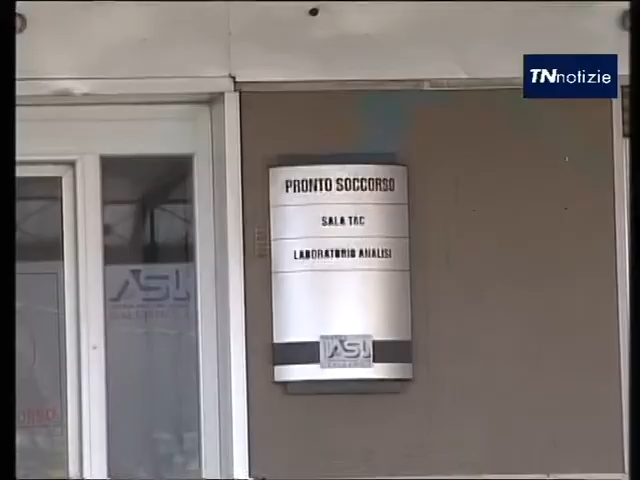 TNnotizie
PRONTO SOCCORSO
SALA TAC
LABORATORIO ANALISI
ASL
ASL